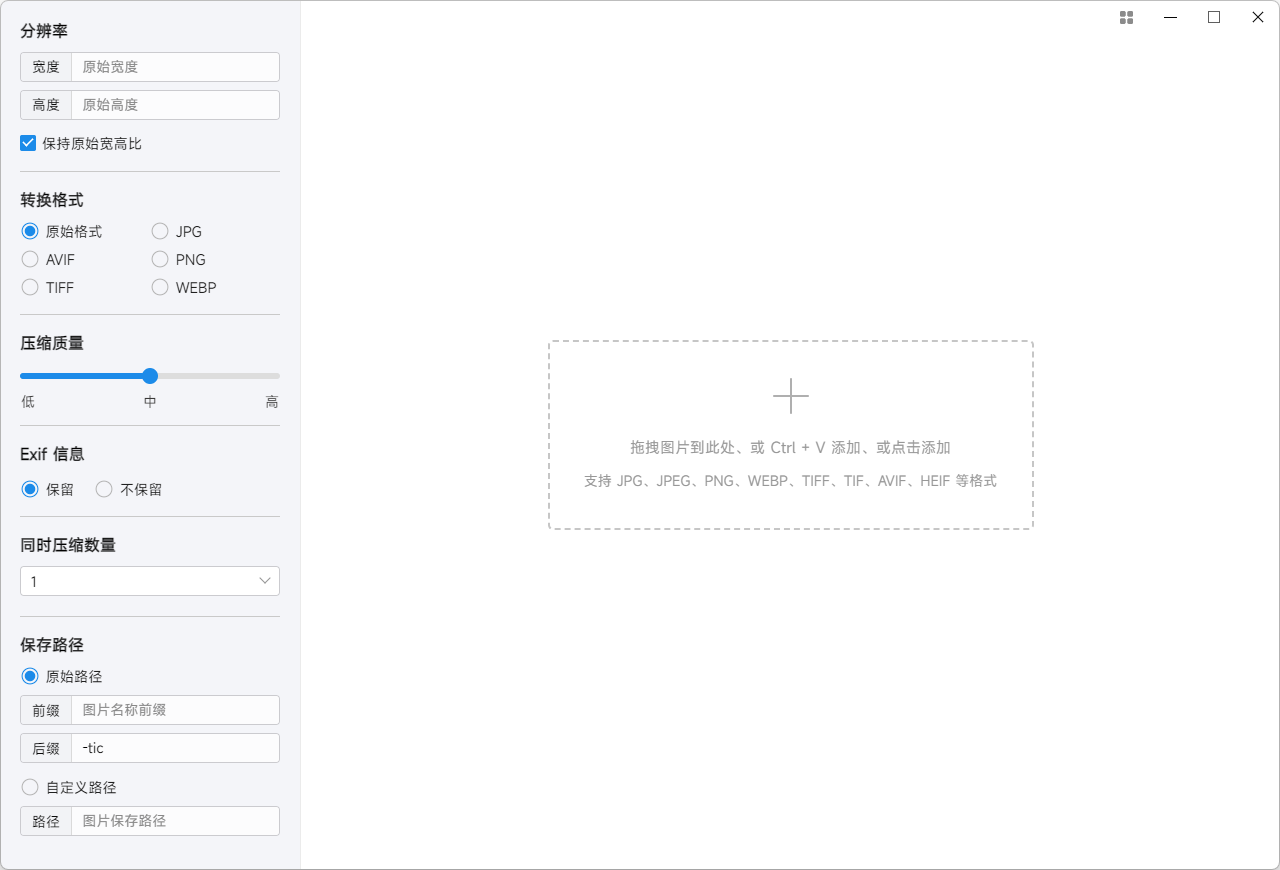 分辨率
宽度 原始宽度
高度 原始高度
保持原始宽高比
转换格式
原始格式 JPG
AVIF PNG
TIFF WEBP
压缩质量
低 中 高
Exif 信息
保留 不保留
同时压缩数量
1
保存路径
原始路径
前缀 图片名称前缀
后缀 -tic
自定义路径
路径 图片保存路径
拖拽图片到此处、或 Ctrl + V 添加、或点击添加
支持 JPG、JPEG、PNG、WEBP、TIFF、TIF、AVIF、HEIF 等格式